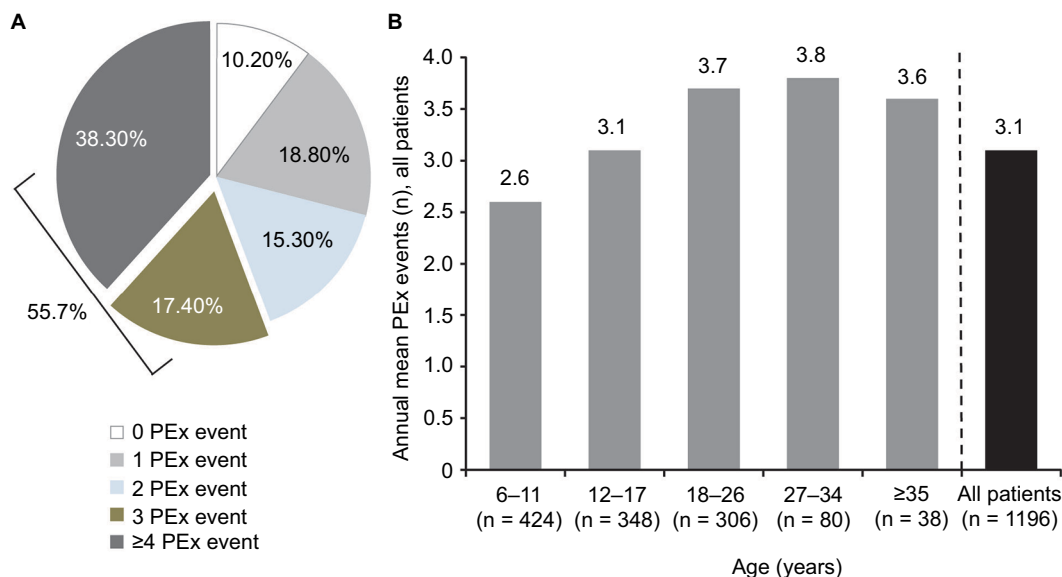 A
10.20%
18.80%
15.30%
17.40%
38.30%
55.7%
0 PEx event
1 PEx event
2 PEx event
3 PEx event
≥4 PEx event
B
Annual mean PEx events (n), all patients
4.0
3.5
3.0
2.5
2.0
1.5
1.0
0.5
0
2.6
3.1
3.7
3.8
3.6
3.1
6–11 12–17 18–26 27–34 ≥35 All patients
(n = 424) (n = 348) (n = 306) (n = 80) (n = 38) (n = 1196)
Age (years)